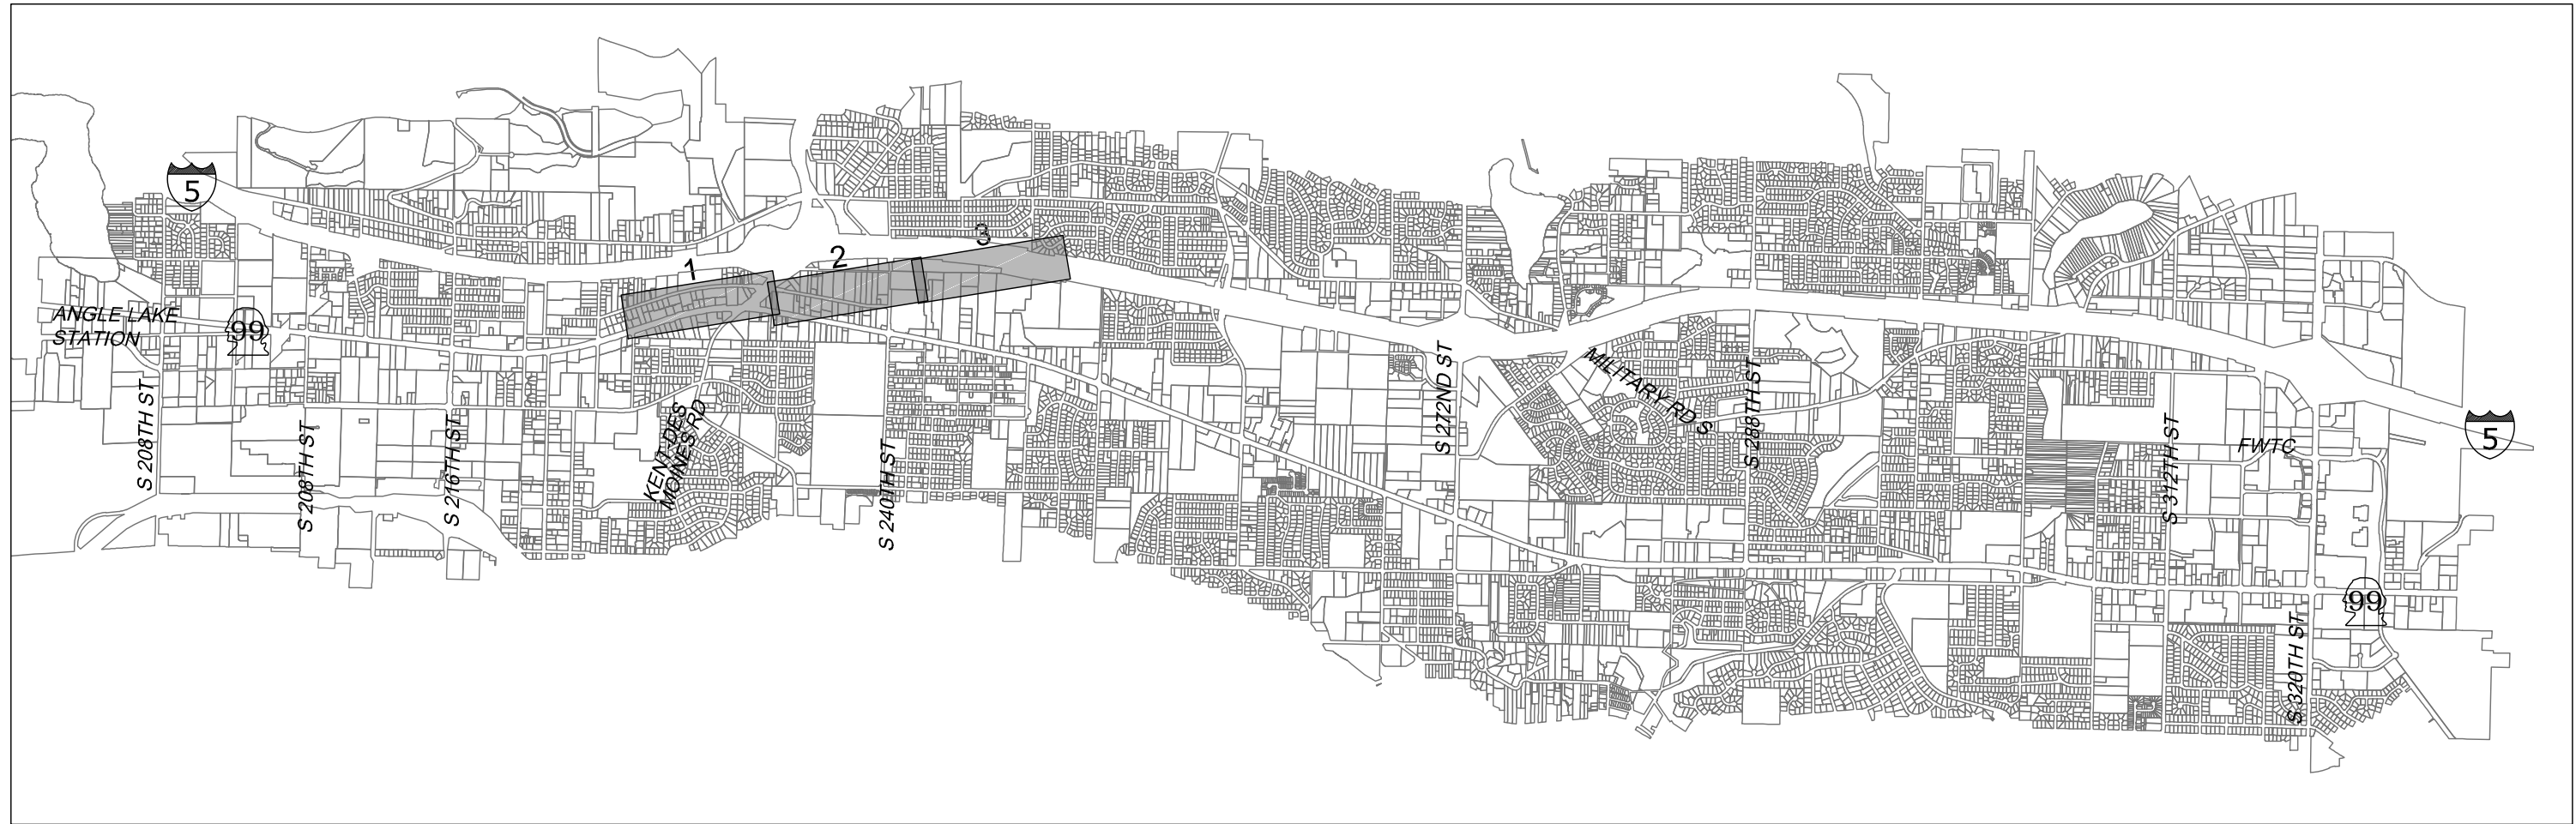 5
1
2
3
ANGLE LAKE
STATION
99
S 208TH ST
S 208TH ST
S 216TH ST
KENT-DES
MOINES RD
S 240TH ST
S 272ND ST
MILITARY RD S
S 288TH ST
S 312TH ST
FWTC
5
99
S 320TH ST